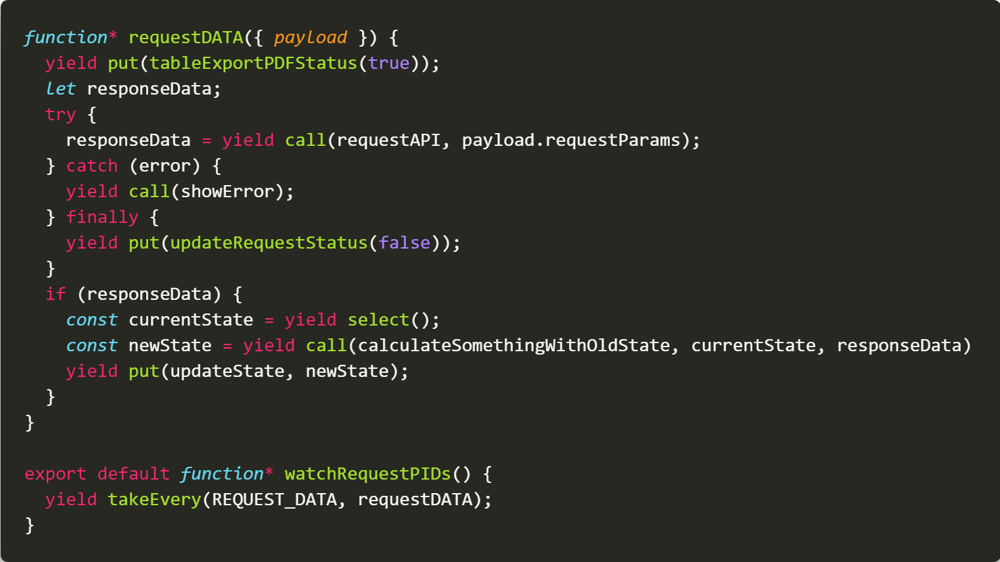 function* requestDATA({ payload }) {
  yield put(tableExportPDFStatus(true));
  let responseData;
  try {
    responseData = yield call(requestAPI, payload.requestParams);
  } catch (error) {
    yield call(showError);
  } finally {
    yield put(updateRequestStatus(false));
  }
  if (responseData) {
    const currentState = yield select();
    const newState = yield call(calculateSomethingWithOldState, currentState, responseData)
    yield put(updateState, newState);
  }
}

export default function* watchRequestPIDs() {
  yield takeEvery(REQUEST_DATA, requestDATA);
}